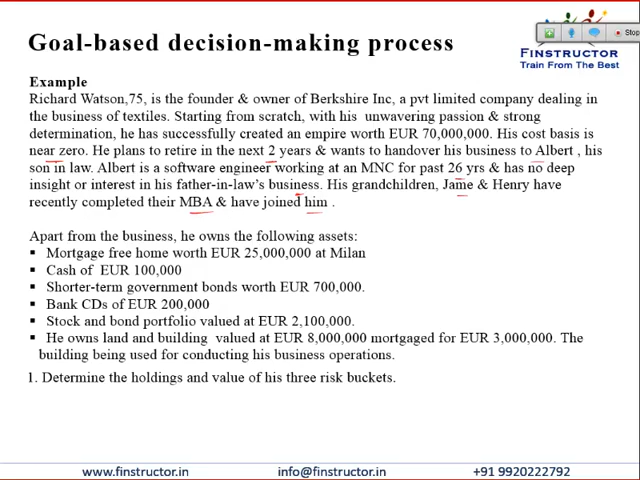 Goal-based decision-making process
Stop
FINSTRUCTOR
Train From The Best
Example
Richard Watson,75, is the founder & owner of Berkshire Inc, a pvt limited company dealing in
the business of textiles. Starting from scratch, with his unwavering passion & strong
determination, he has successfully created an empire worth EUR 70,000,000. His cost basis is
near zero. He plans to retire in the next 2 years & wants to handover his business to Albert , his
son in law. Albert is a software engineer working at an MNC for past 26 yrs & has no deep
insight or interest in his father-in-law's business. His grandchildren, Jame & Henry have
recently completed their MBA & have joined him .
Apart from the business, he owns the following assets:
▪ Mortgage free home worth EUR 25,000,000 at Milan
▪ Cash of EUR 100,000
▪ Shorter-term government bonds worth EUR 700,000.
▪ Bank CDs of EUR 200,000
▪ Stock and bond portfolio valued at EUR 2,100,000.
▪ He owns land and building valued at EUR 8,000,000 mortgaged for EUR 3,000,000. The
building being used for conducting his business operations.
1. Determine the holdings and value of his three risk buckets.
www.finstructor.in info@finstructor.in +91 9920222792